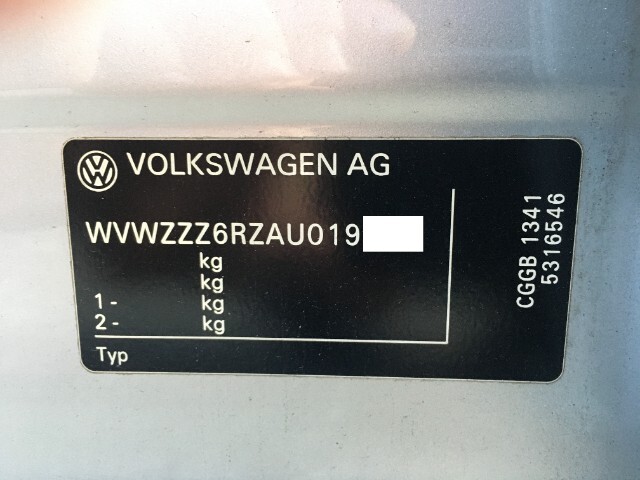 VOLKSWAGEN AG
WVWZZZ6RZAU019
kg
kg
1- kg
2- kg
Typ
CGGB 1341
5316546